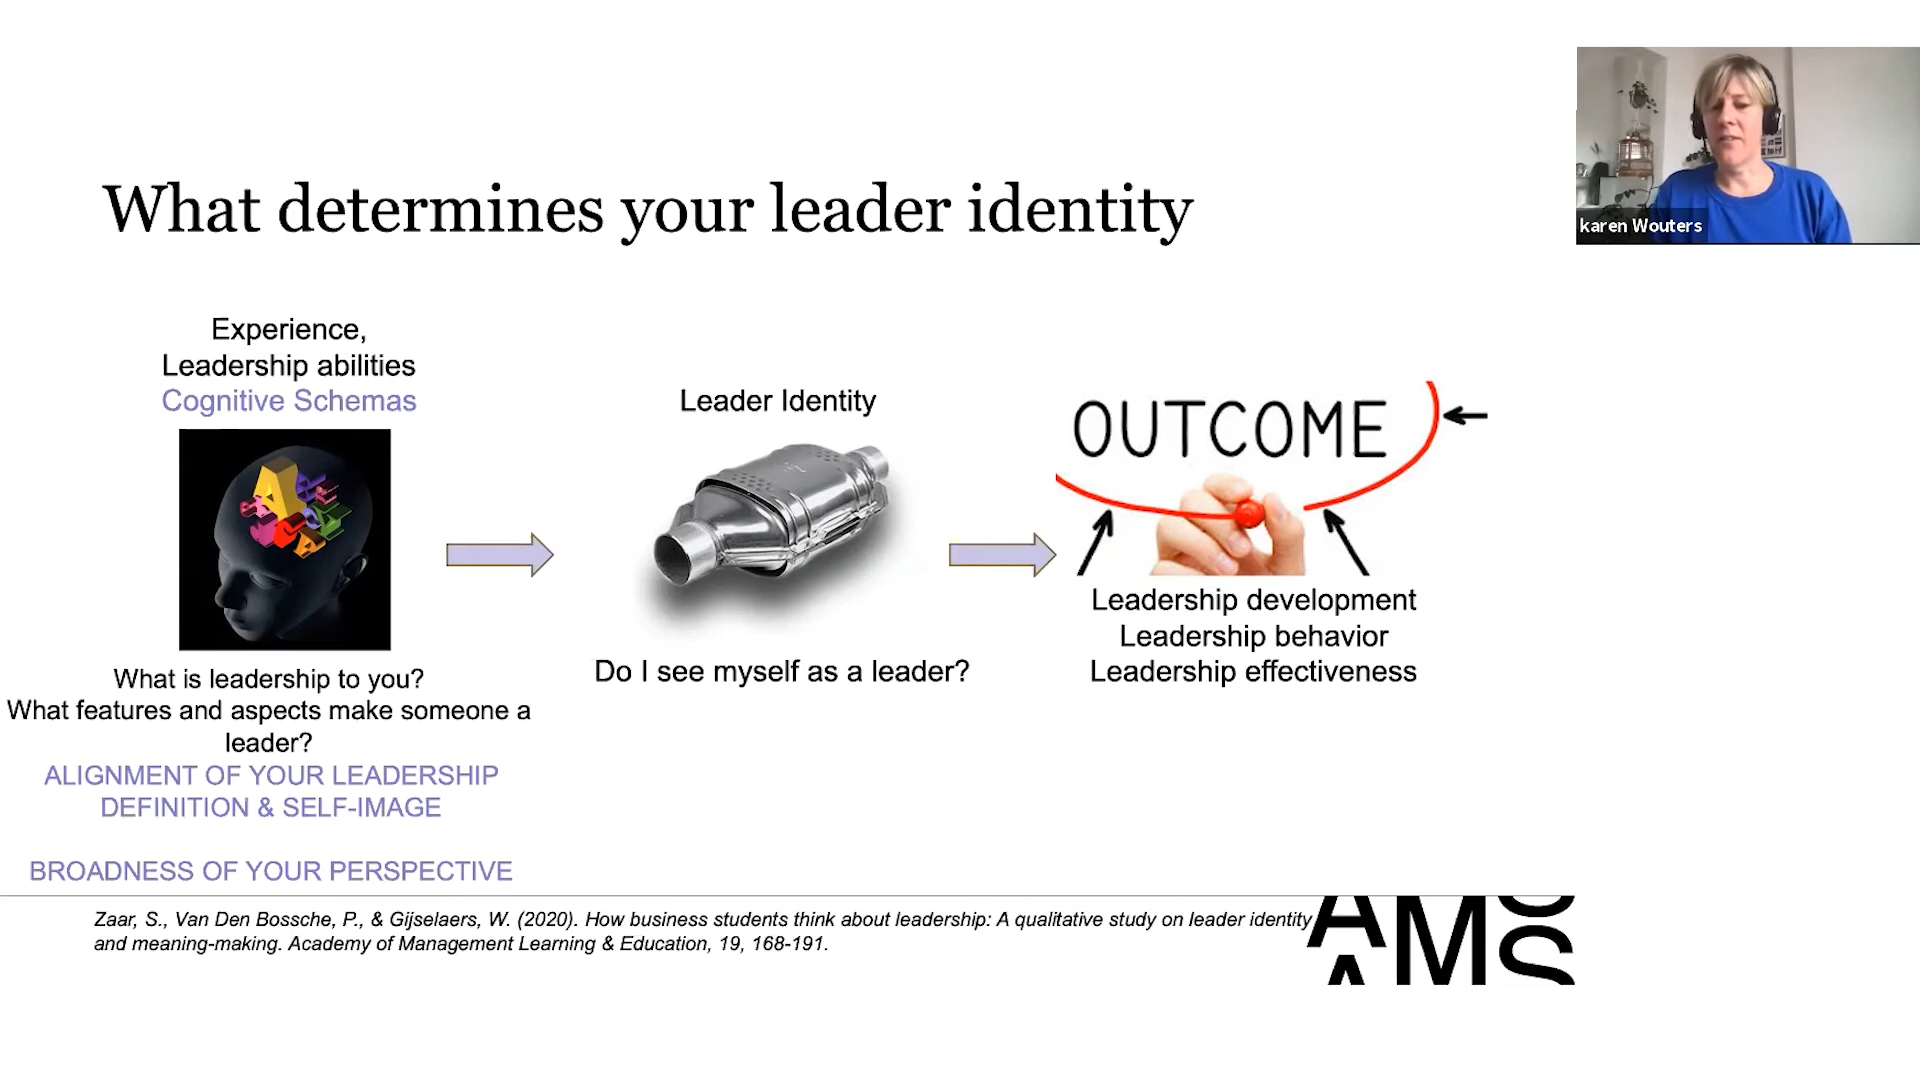 What determines your leader identity
karen Wouters
Experience,
Leadership abilities
Cognitive Schemas
What is leadership to you?
What features and aspects make someone a
leader?
ALIGNMENT OF YOUR LEADERSHIP
DEFINITION & SELF-IMAGE
BROADNESS OF YOUR PERSPECTIVE
Leader Identity
Do I see myself as a leader?
OUTCOME
Leadership development
Leadership behavior
Leadership effectiveness
Zaar, S., Van Den Bossche, P., & Gijselaers, W. (2020). How business students think about leadership: A qualitative study on leader identity
and meaning-making. Academy of Management Learning & Education, 19, 168-191.
AMS